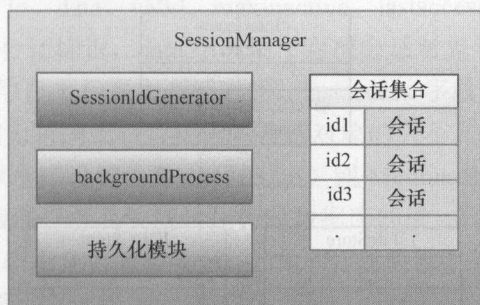 SessionManager
SessionIdGenerator
backgroundProcess
持久化模块
会话集合
id1 会话
id2 会话
id3 会话
. .